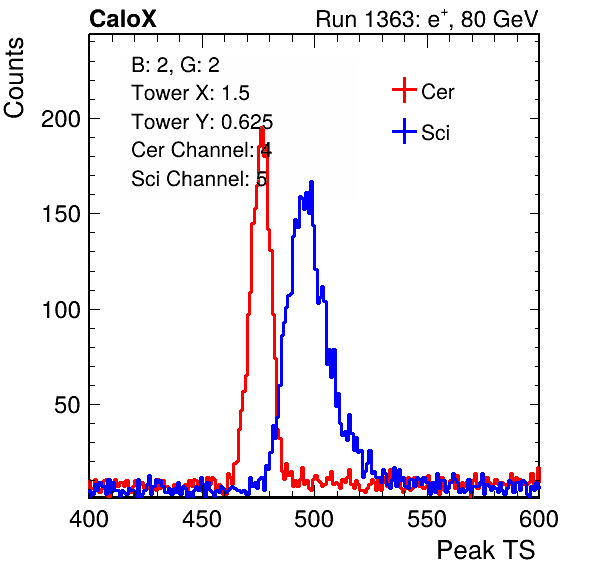 CaloX
Run 1363: e+, 80 GeV
Counts
B: 2, G: 2
Tower X: 1.5
Tower Y: 0.625
Cer Channel: 4
Sci Channel: 5
Cer
Sci
200
150
100
50
400 450 500 550 600
Peak TS